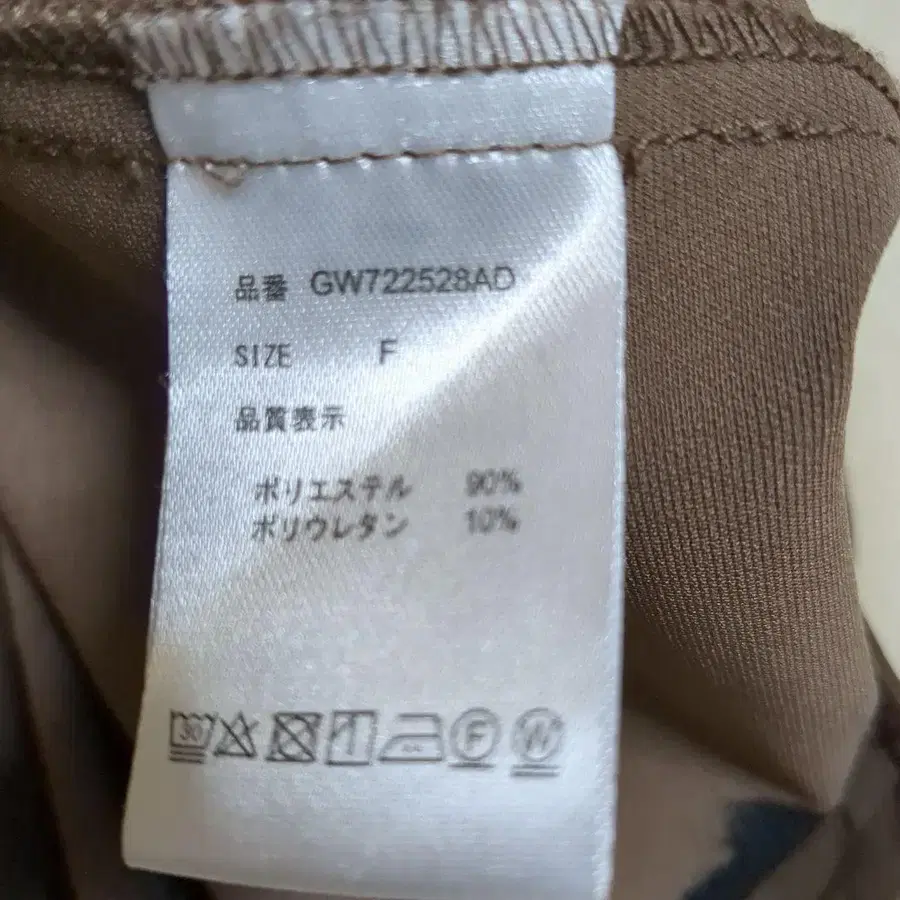 品番 GW722528AD
SIZE F
品質表示
ポリエステル 90%
ポリウレタン 10%
30 F W